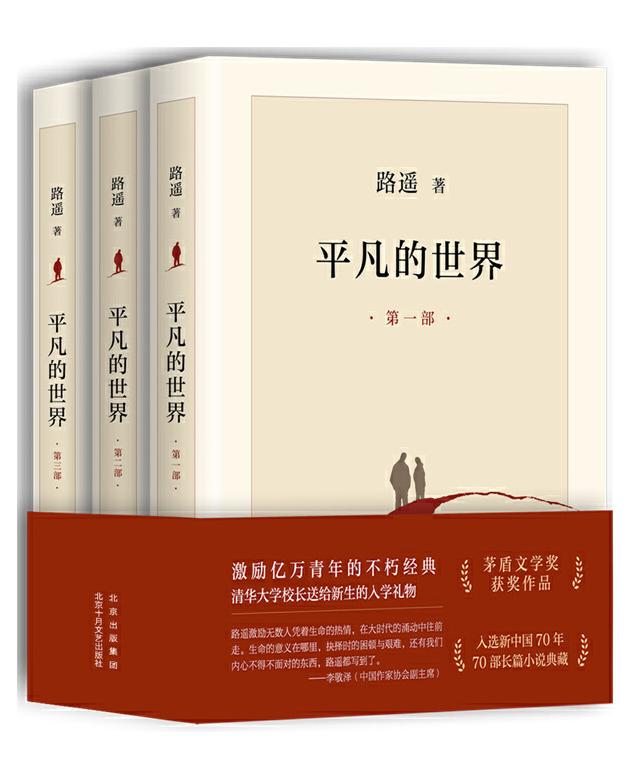 路遥 著
平凡的世界
· 第三部 ·
路遥 著
平凡的世界
· 第二部 ·
路遥 著
平凡的世界
· 第一部 ·
路遥 著
平凡的世界
· 第一部 ·
北京出版集团
北京十月文艺出版社
激励亿万青年的不朽经典
清华大学校长送给新生的入学礼物
路遥激励无数人凭着生命的热情，在大时代的涌动中往前
走。生命的意义在哪里，抉择时的困顿与艰难，还有我们
内心不得不面对的东西，路遥都写到了。
——李敬泽（中国作家协会副主席）
茅盾文学奖
获奖作品
入选新中国70年
70部长篇小说典藏